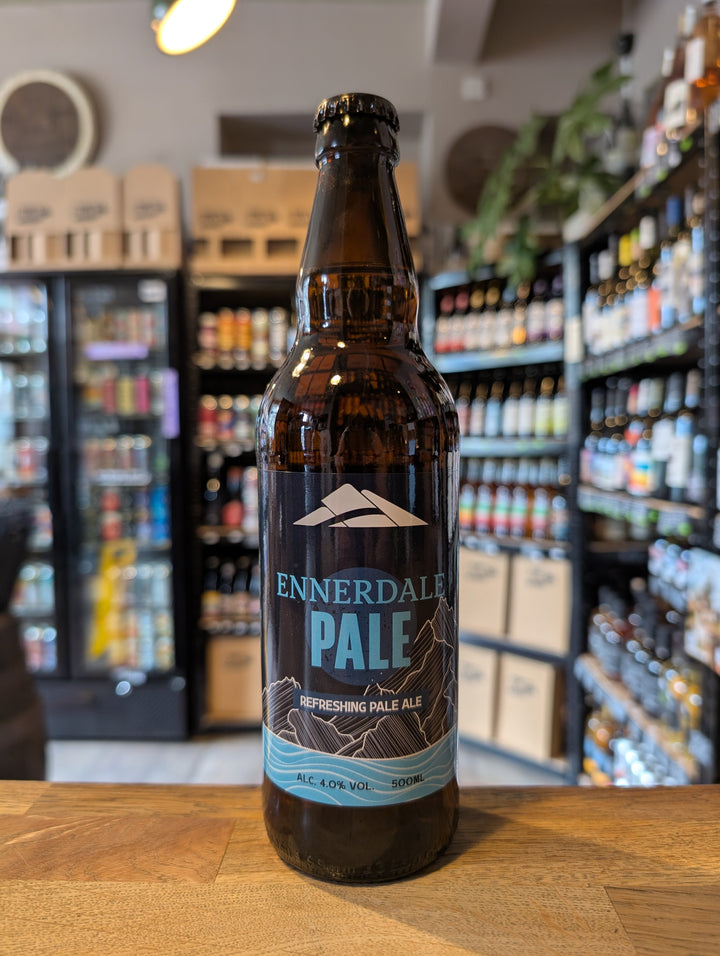 ENNERDALE
PALE
REFRESHING PALE ALE
ALC. 4.0% VOL. 500ML